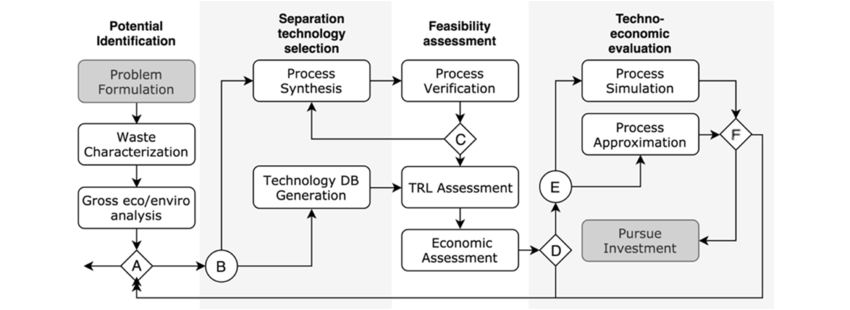 Potential
Identification
Separation
technology
selection
Feasibility
assessment
Techno-
economic
evaluation
Problem
Formulation
Waste
Characterization
Gross eco/enviro
analysis
A
B
Process
Synthesis
Technology DB
Generation
Process
Verification
C
TRL Assessment
Economic
Assessment
D
E
Process
Simulation
Process
Approximation
F
Pursue
Investment